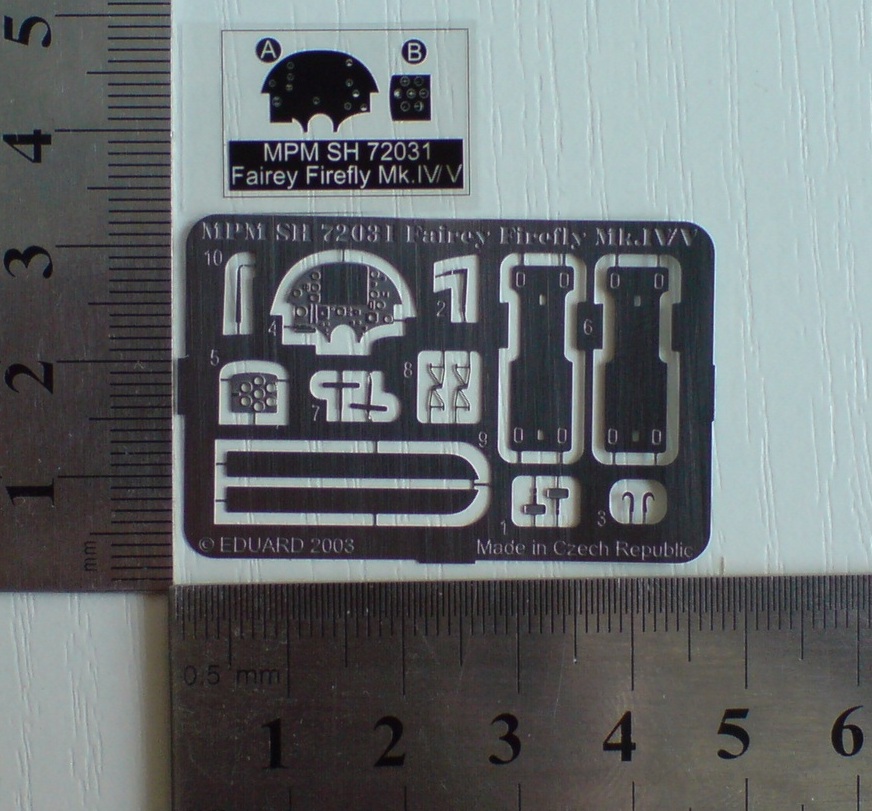 A B
MPM SH 72031
Fairey Firefly Mk.IV/V
MPM SH 72031 Fairey Firefly Mk.IV/V
10
4
2
6
5
7
8
9
1
3
© EDUARD 2003
Made in Czech Republic
5
4
3
2
1
mm
0,5 mm
1 2 3 4 5 6